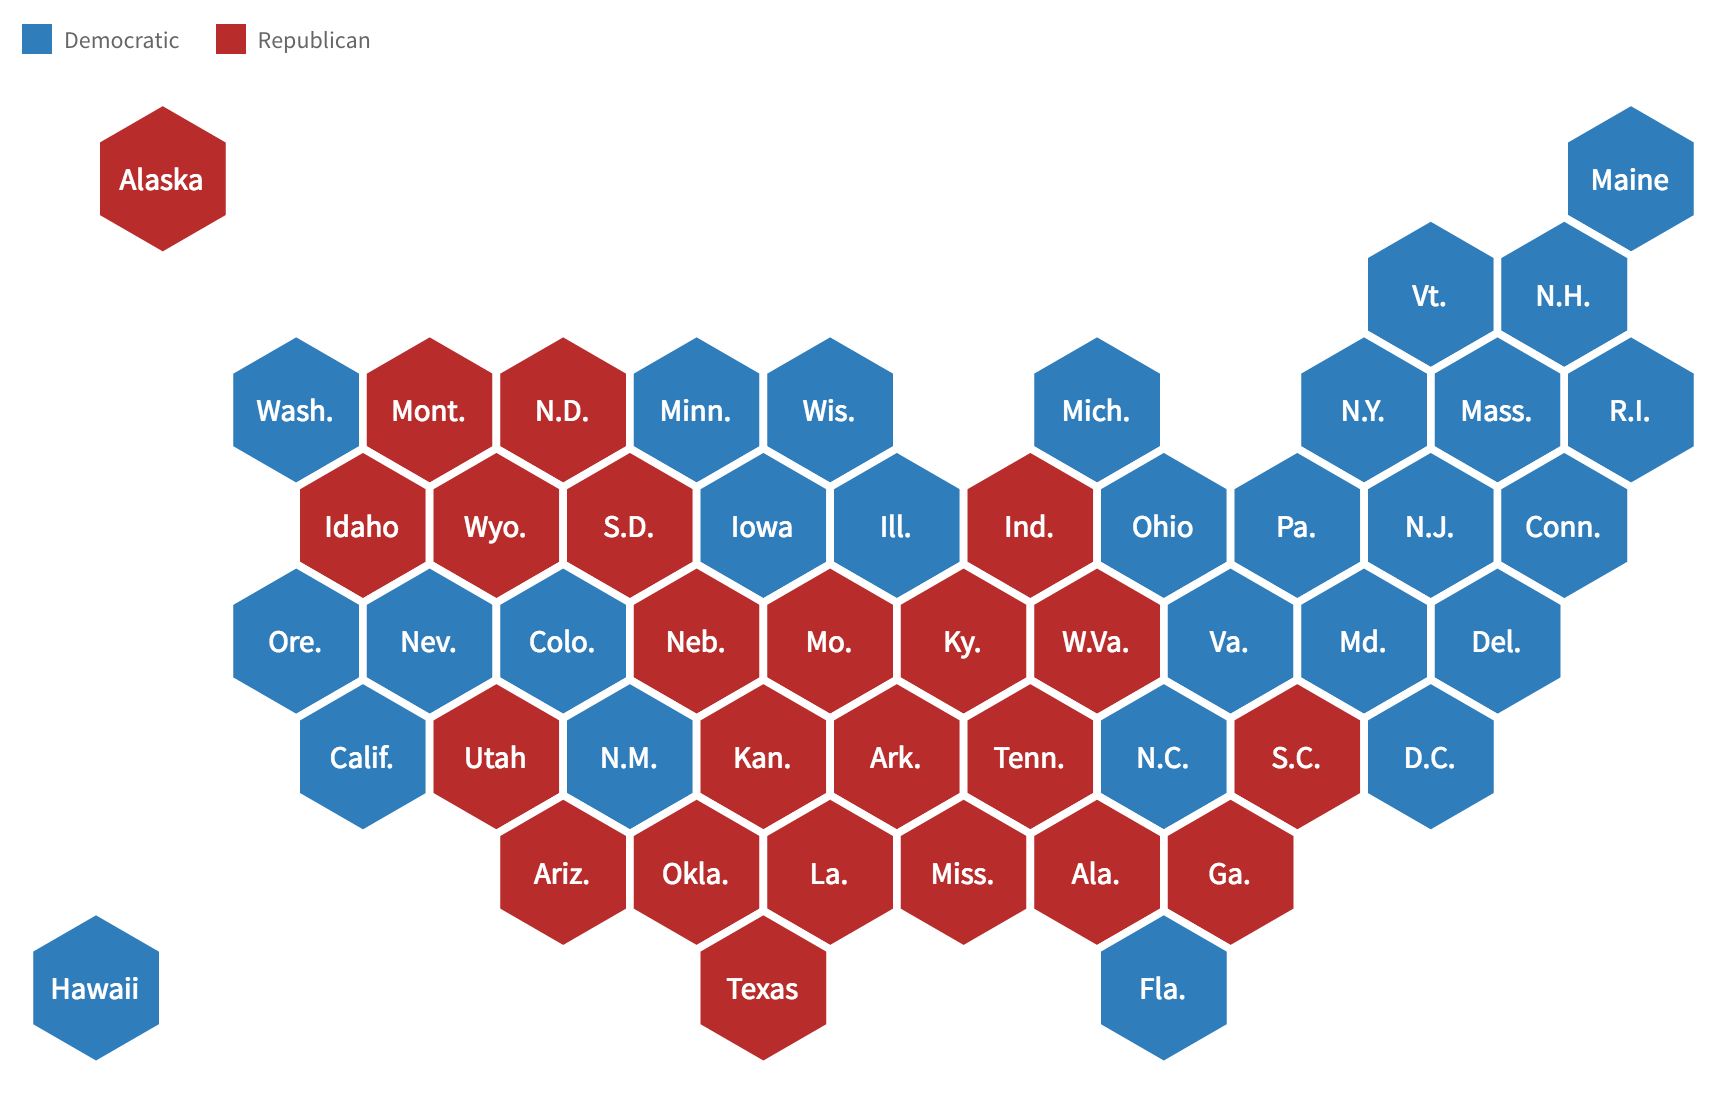 Democratic Republican
Alaska Maine
Vt. N.H.
Wash. Mont. N.D. Minn. Wis. Mich. N.Y. Mass. R.I.
Idaho Wyo. S.D. Iowa Ill. Ind. Ohio Pa. N.J. Conn.
Ore. Nev. Colo. Neb. Mo. Ky. W.Va. Va. Md. Del.
Calif. Utah N.M. Kan. Ark. Tenn. N.C. S.C. D.C.
Ariz. Okla. La. Miss. Ala. Ga.
Hawaii Texas Fla.